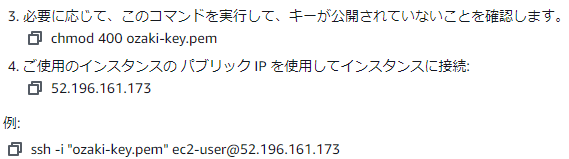 3. 必要に応じて、このコマンドを実行して、キーが公開されていないことを確認します。
chmod 400 ozaki-key.pem
4. ご使用のインスタンスの パブリック IP を使用してインスタンスに接続:
52.196.161.173
例:
ssh -i "ozaki-key.pem" ec2-user@52.196.161.173